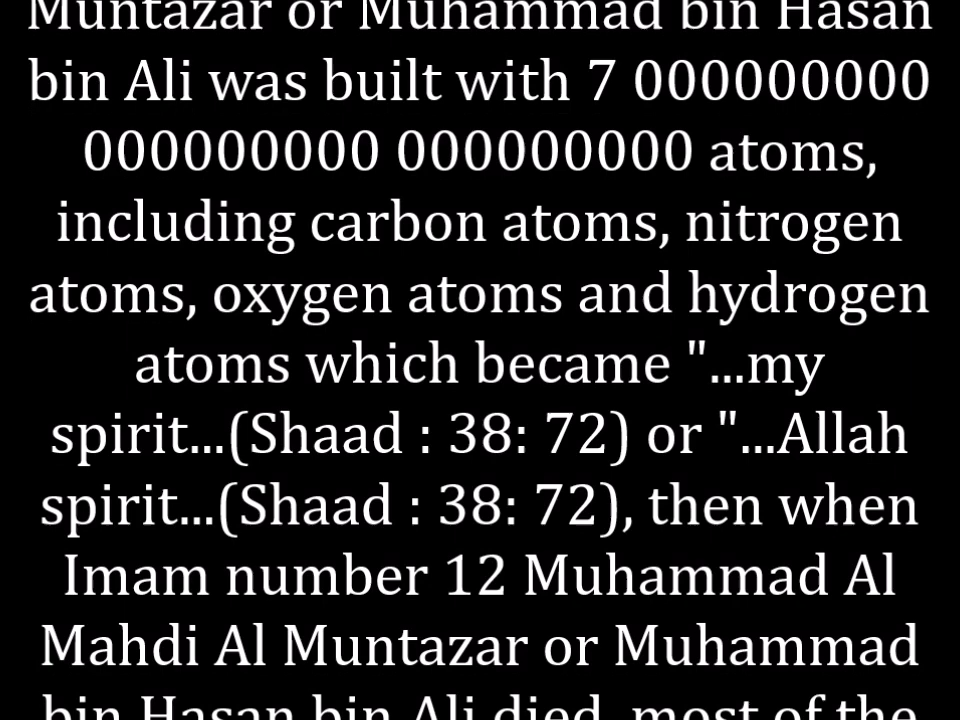 Muntazar or Muhammad bin Hasan
bin Ali was built with 7 000000000
000000000 000000000 atoms,
including carbon atoms, nitrogen
atoms, oxygen atoms and hydrogen
atoms which became "...my
spirit...(Shaad : 38: 72) or "...Allah
spirit...(Shaad : 38: 72), then when
Imam number 12 Muhammad Al
Mahdi Al Muntazar or Muhammad
bin Hasan bin Ali died, most of the